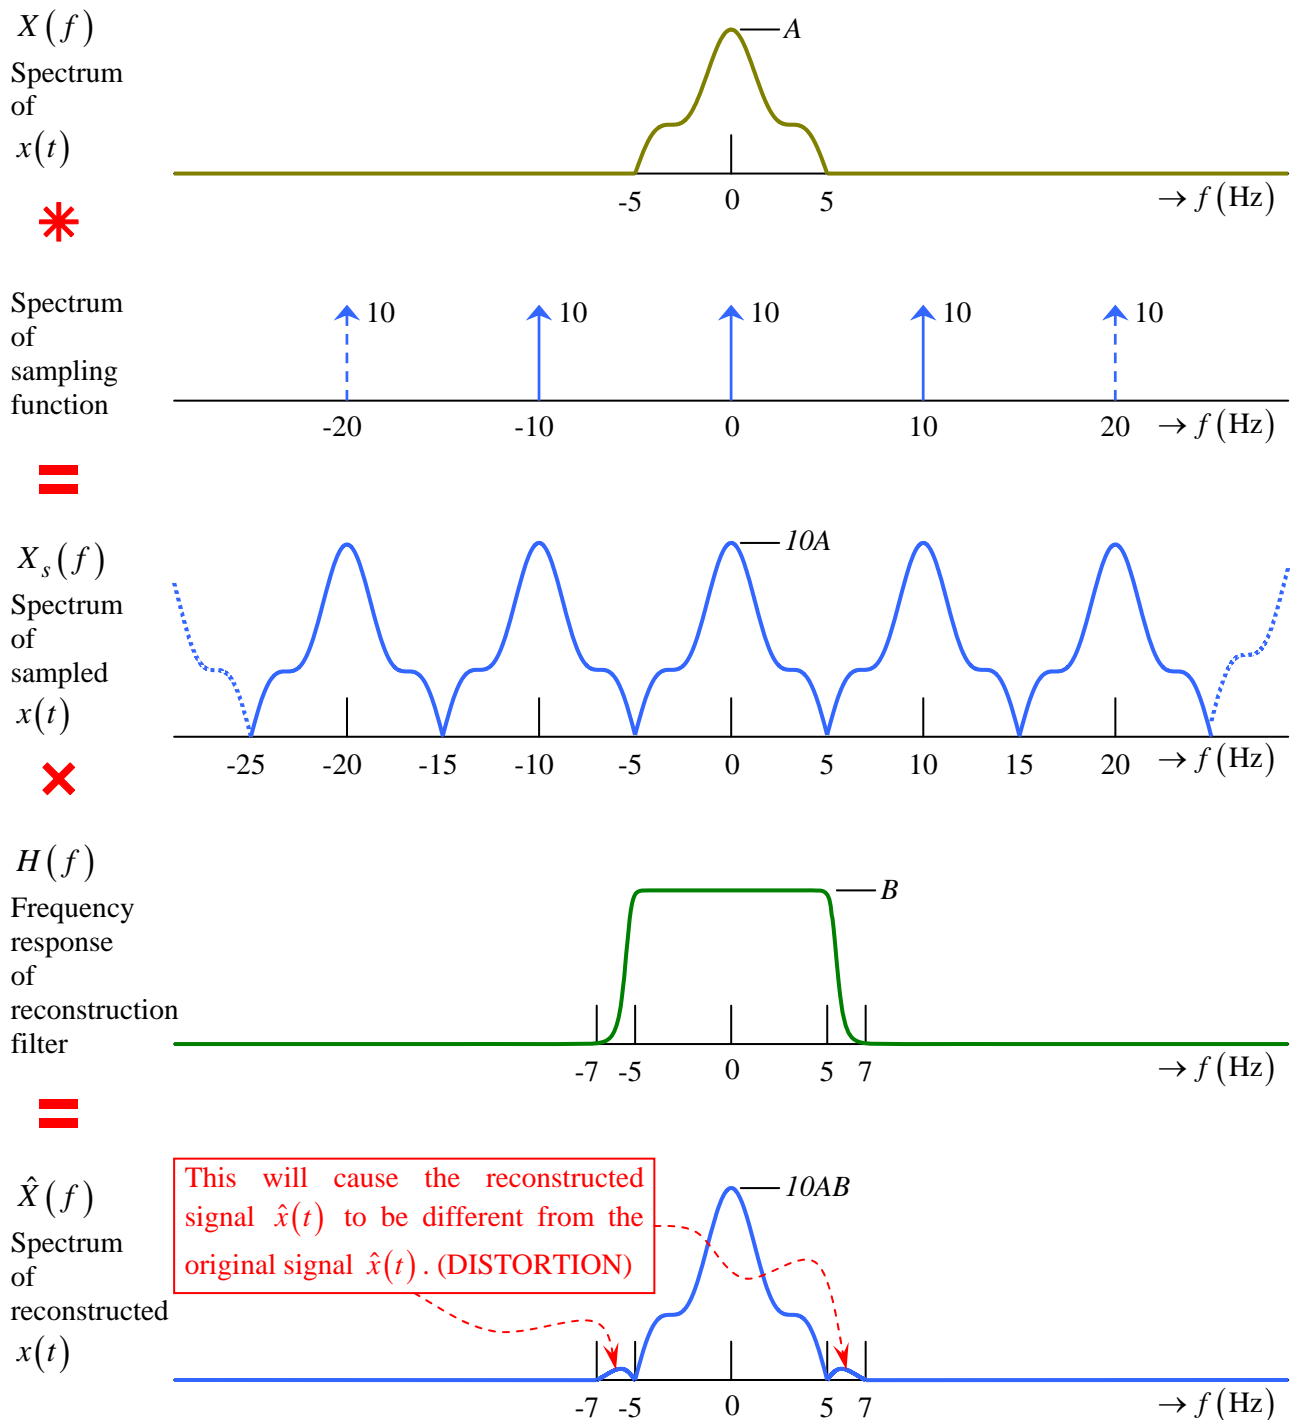 X(f)
Spectrum
of
x(t)
A
-5 0 5 → f(Hz)
*
Spectrum
of
sampling
function
10 10 10 10 10
-20 -10 0 10 20 → f(Hz)
=
X_s(f)
Spectrum
of
sampled
x(t)
10A
-25 -20 -15 -10 -5 0 5 10 15 20 → f(Hz)
×
H(f)
Frequency
response
of
reconstruction
filter
B
-7 -5 0 5 7 → f(Hz)
=
X̂(f)
Spectrum
of
reconstructed
x(t)
This will cause the reconstructed
signal x̂(t) to be different from the
original signal x̂(t). (DISTORTION)
10AB
-7 -5 0 5 7 → f(Hz)